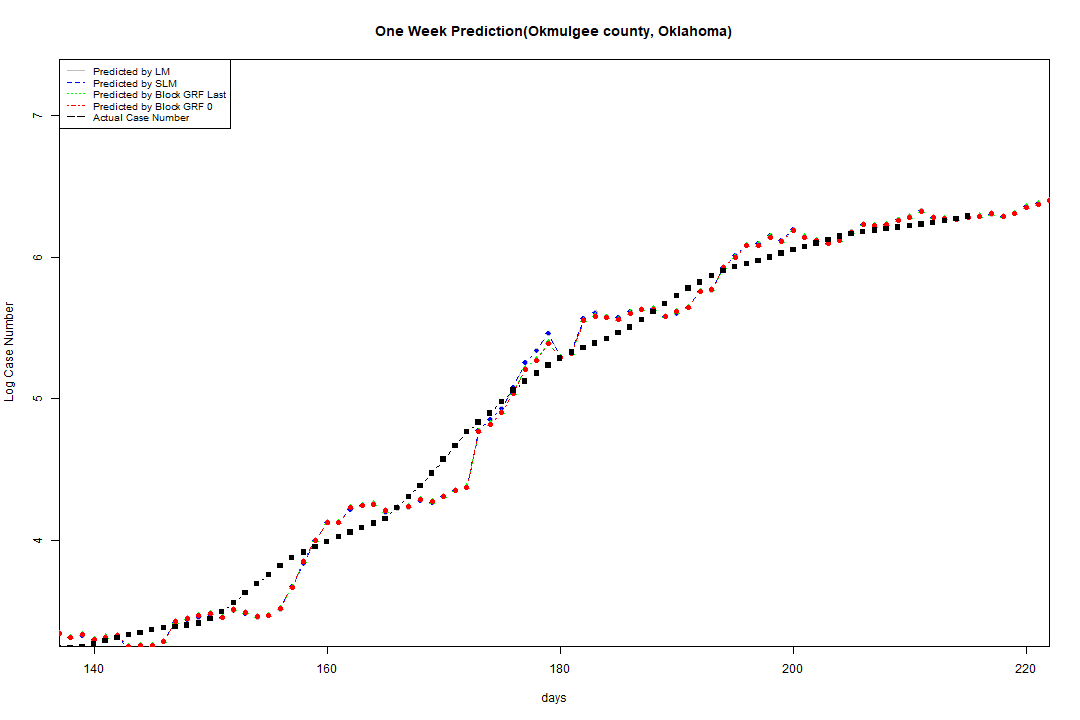 One Week Prediction(Okmulgee county, Oklahoma)
Predicted by LM
Predicted by SLM
Predicted by Block GRF Last
Predicted by Block GRF 0
Actual Case Number
7
6
5
4
Log Case Number
140 160 180 200 220
days